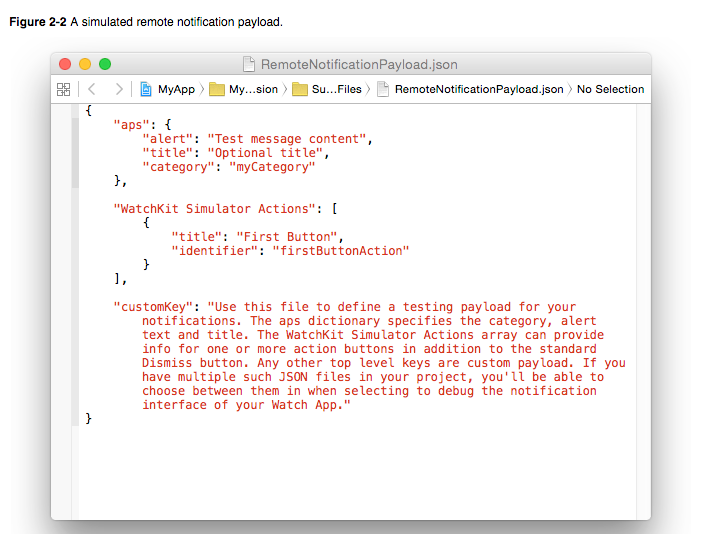 Figure 2-2 A simulated remote notification payload.
RemoteNotificationPayload.json
MyApp 〉 My...sion 〉 Su...Files 〉 RemoteNotificationPayload.json 〉 No Selection
{
"aps": {
"alert": "Test message content",
"title": "Optional title",
"category": "myCategory"
},
"WatchKit Simulator Actions": [
{
"title": "First Button",
"identifier": "firstButtonAction"
}
],
"customKey": "Use this file to define a testing payload for your
notifications. The aps dictionary specifies the category, alert
text and title. The WatchKit Simulator Actions array can provide
info for one or more action buttons in addition to the standard
Dismiss button. Any other top level keys are custom payload. If you
have multiple such JSON files in your project, you'll be able to
choose between them in when selecting to debug the notification
interface of your Watch App."
}